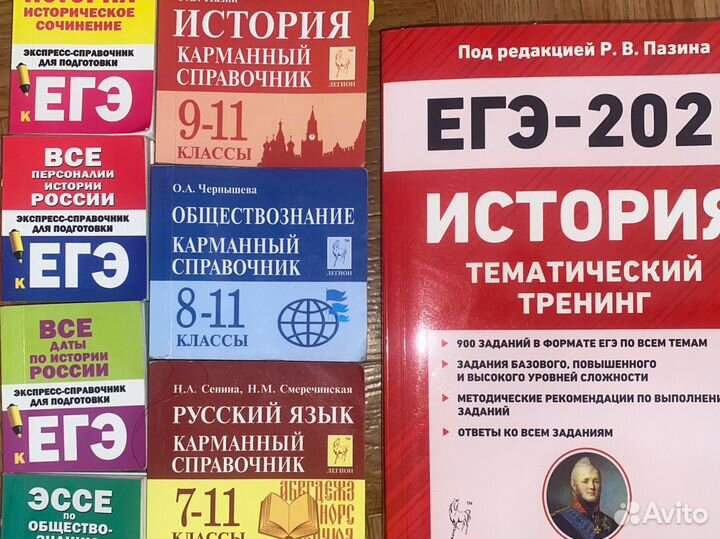 ИСТОРИЯ
ИСТОРИЧЕСКОЕ
СОЧИНЕНИЕ
ЭКСПРЕСС-СПРАВОЧНИК
ДЛЯ ПОДГОТОВКИ
К ЕГЭ
ВСЕ
ПЕРСОНАЛИИ
ИСТОРИИ
РОССИИ
ЭКСПРЕСС-СПРАВОЧНИК
ДЛЯ ПОДГОТОВКИ
К ЕГЭ
ВСЕ
ДАТЫ
ПО ИСТОРИИ
РОССИИ
ЭКСПРЕСС-СПРАВОЧНИК
ДЛЯ ПОДГОТОВКИ
К ЕГЭ
ЭССЕ
ПО
ОБЩЕСТВО-
ЗНАНИЮ
ИСТОРИЯ
КАРМАННЫЙ
СПРАВОЧНИК
ЛЕГИОН
9-11
КЛАССЫ
О.А. Чернышева
ОБЩЕСТВОЗНАНИЕ
КАРМАННЫЙ
СПРАВОЧНИК
ЛЕГИОН
8-11
КЛАССЫ
Н.А. Сенина, Н.М. Смеречинская
РУССКИЙ ЯЗЫК
КАРМАННЫЙ
СПРАВОЧНИК
ЛЕГИОН
7-11
КЛАССЫ
Под редакцией Р. В. Пазина
ЕГЭ-202
ИСТОРИЯ
ТЕМАТИЧЕСКИЙ
ТРЕНИНГ
900 ЗАДАНИЙ В ФОРМАТЕ ЕГЭ ПО ВСЕМ ТЕМАМ
ЗАДАНИЯ БАЗОВОГО, ПОВЫШЕННОГО
И ВЫСОКОГО УРОВНЕЙ СЛОЖНОСТИ
МЕТОДИЧЕСКИЕ РЕКОМЕНДАЦИИ ПО ВЫПОЛНЕНИ
ЗАДАНИЙ
ОТВЕТЫ КО ВСЕМ ЗАДАНИЯМ
Avito